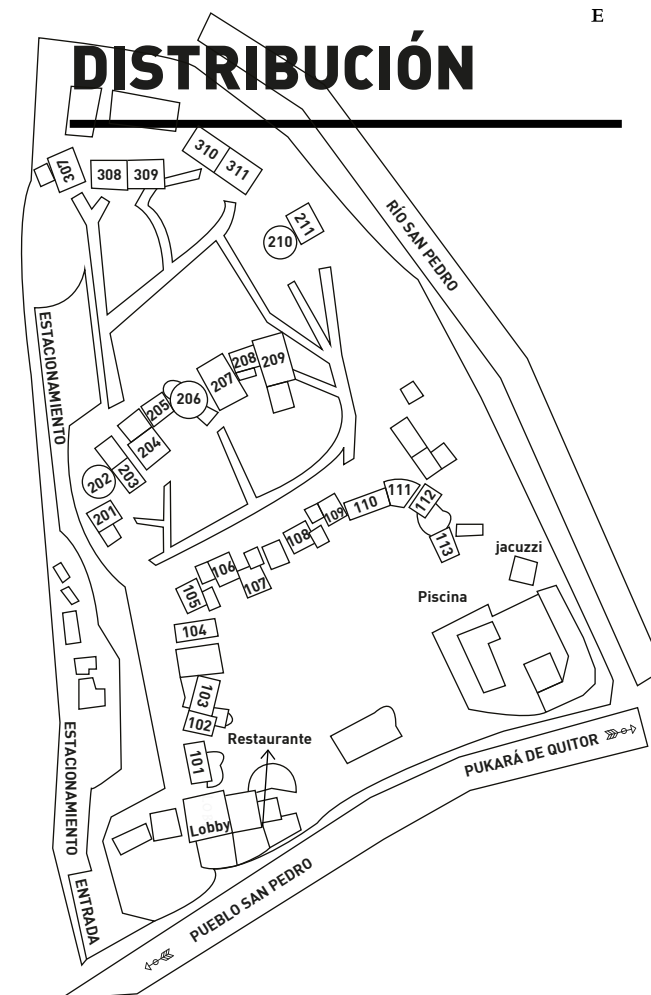 E
DISTRIBUCIÓN
310
311
307
308
309
211
210
RÍO SAN PEDRO
ESTACIONAMIENTO
208
209
207
206
205
204
203
202
201
111
112
110
109
113
108
jacuzzi
106
107
105
Piscina
104
103
102
Restaurante
101
ESTACIONAMIENTO
PUKARÁ DE QUITOR
Lobby
ENTRADA
PUEBLO SAN PEDRO